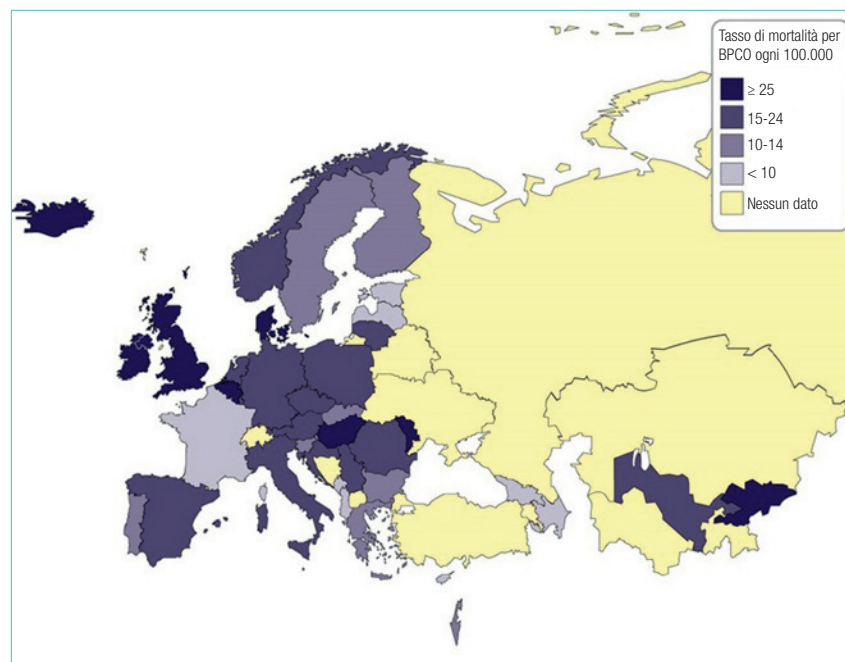 Tasso di mortalità per
BPCO ogni 100.000
≥ 25
15-24
10-14
< 10
Nessun dato